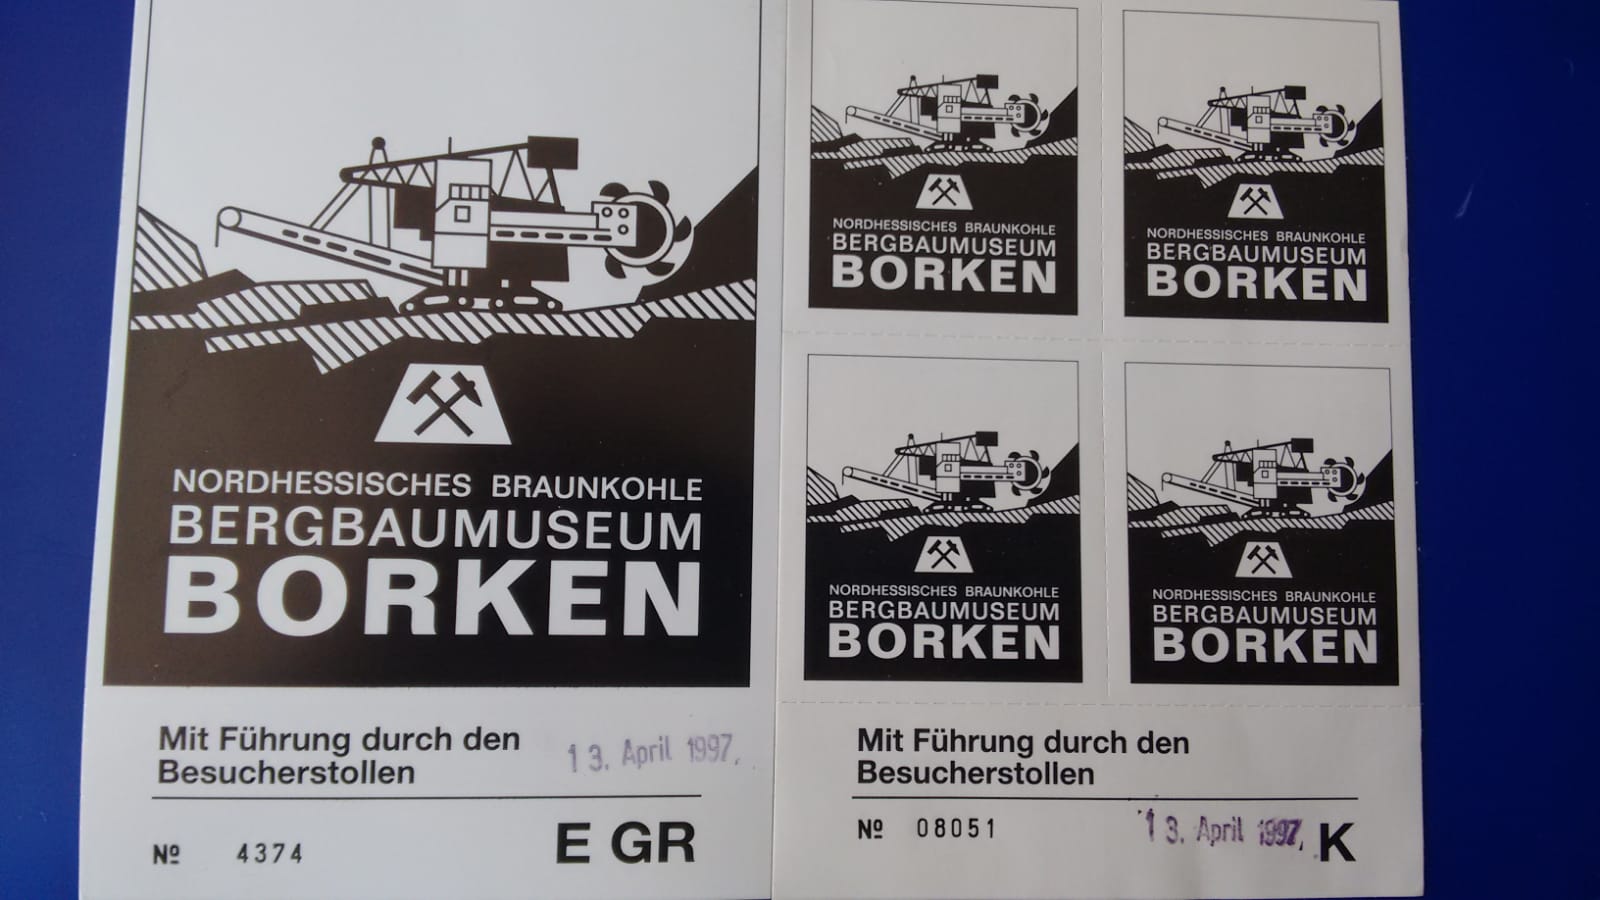 NORDHESSISCHES BRAUNKOHLE
BERGBAUMUSEUM
BORKEN
Mit Führung durch den
Besucherstollen
13. April 1997,
№ 4374
E GR
NORDHESSISCHES BRAUNKOHLE
BERGBAUMUSEUM
BORKEN
NORDHESSISCHES BRAUNKOHLE
BERGBAUMUSEUM
BORKEN
NORDHESSISCHES BRAUNKOHLE
BERGBAUMUSEUM
BORKEN
NORDHESSISCHES BRAUNKOHLE
BERGBAUMUSEUM
BORKEN
Mit Führung durch den
Besucherstollen
№ 08051
13. April 1997,
K